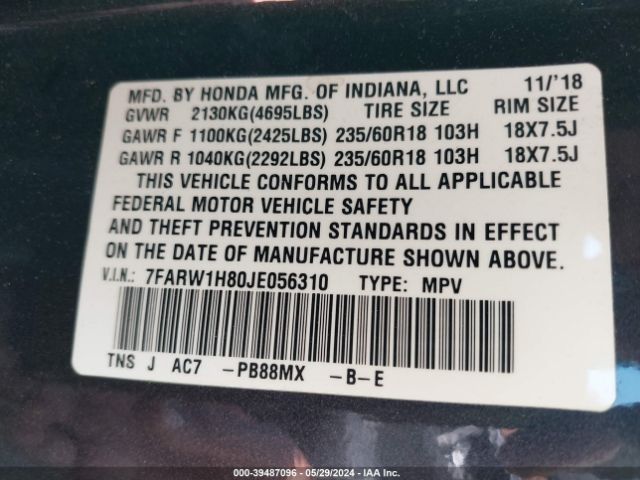 MFD. BY HONDA MFG. OF INDIANA, LLC 11/'18
GVWR 2130KG(4695LBS) TIRE SIZE RIM SIZE
GAWR F 1100KG(2425LBS) 235/60R18 103H 18X7.5J
GAWR R 1040KG(2292LBS) 235/60R18 103H 18X7.5J
THIS VEHICLE CONFORMS TO ALL APPLICABLE
FEDERAL MOTOR VEHICLE SAFETY
AND THEFT PREVENTION STANDARDS IN EFFECT
ON THE DATE OF MANUFACTURE SHOWN ABOVE.
V.I.N.: 7FARW1H80JE056310 TYPE: MPV
TNS J AC7 -PB88MX -B-E
000-39487096 - 05/29/2024 - IAA Inc.